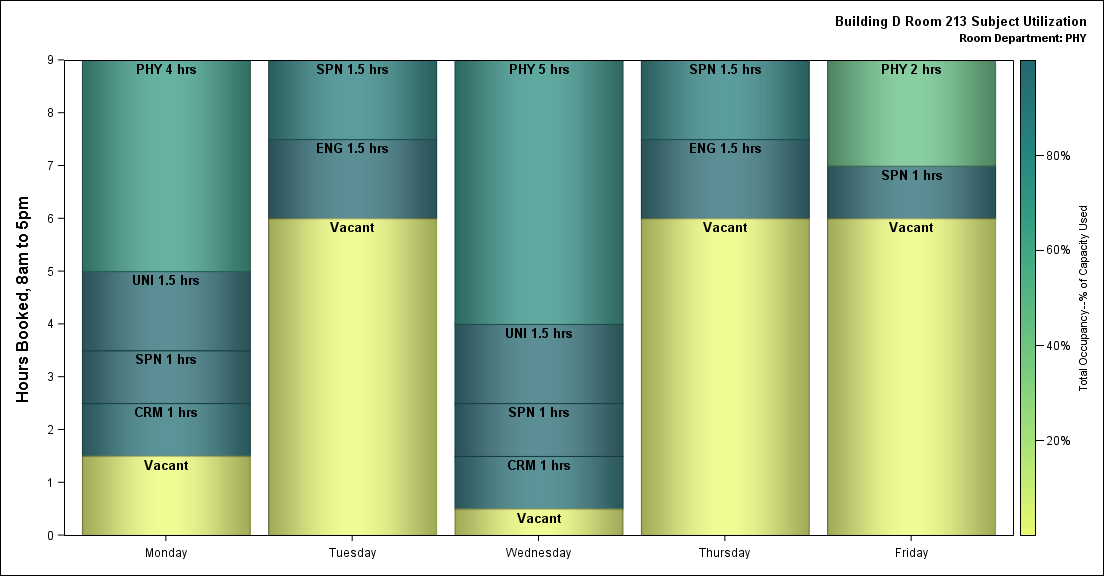 Building D Room 213 Subject Utilization
Room Department: PHY
Hours Booked, 8am to 5pm
9
8
7
6
5
4
3
2
1
0
PHY 4 hrs
UNI 1.5 hrs
SPN 1 hrs
CRM 1 hrs
Vacant
SPN 1.5 hrs
ENG 1.5 hrs
Vacant
PHY 5 hrs
UNI 1.5 hrs
SPN 1 hrs
CRM 1 hrs
Vacant
SPN 1.5 hrs
ENG 1.5 hrs
Vacant
PHY 2 hrs
SPN 1 hrs
Vacant
Monday
Tuesday
Wednesday
Thursday
Friday
80%
60%
40%
20%
Total Occupancy--% of Capacity Used